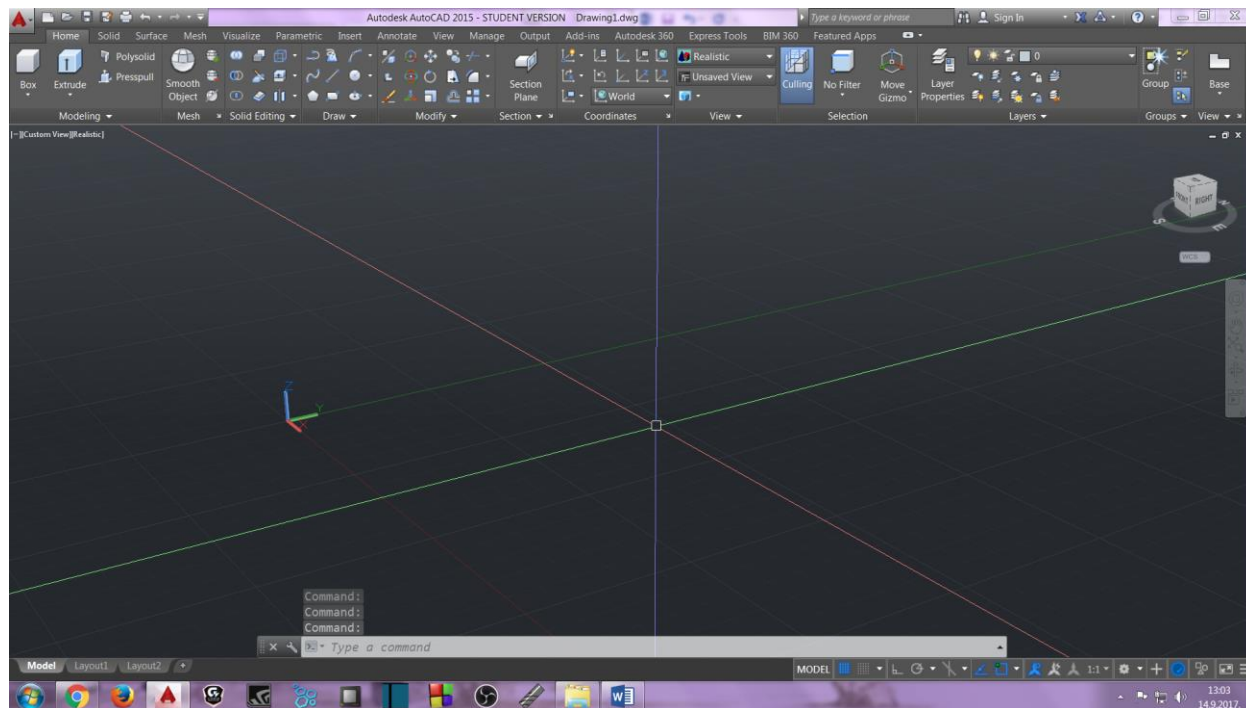 Autodesk AutoCAD 2015 - STUDENT VERSION Drawing1.dwg Type a keyword or phrase Sign In
Home Solid Surface Mesh Visualize Parametric Insert Annotate View Manage Output Add-ins Autodesk 360 Express Tools BIM 360 Featured Apps
Box Extrude Polysolid Presspull Smooth Object Section Plane World Realistic Unsaved View Culling No Filter Move Gizmo Layer Properties 0 Group Base
Modeling Mesh Solid Editing Draw Modify Section Coordinates View Selection Layers Groups View
[-][Custom View][Realistic]
FRONT RIGHT
S E N
WCS
Z
Y
X
Command:
Command:
Command:
Type a command
Model Layout1 Layout2 + MODEL 1:1
W
13:03
14.9.2017.